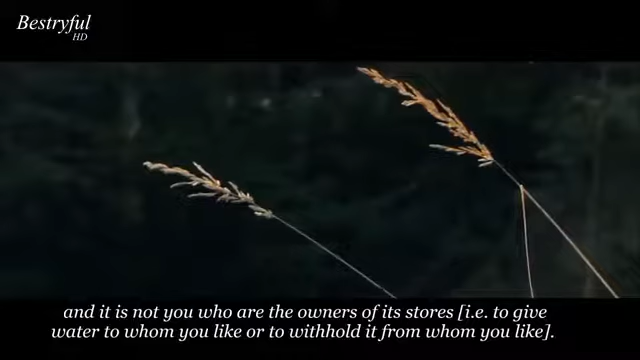 Bestryful
HD
and it is not you who are the owners of its stores [i.e. to give
water to whom you like or to withhold it from whom you like].